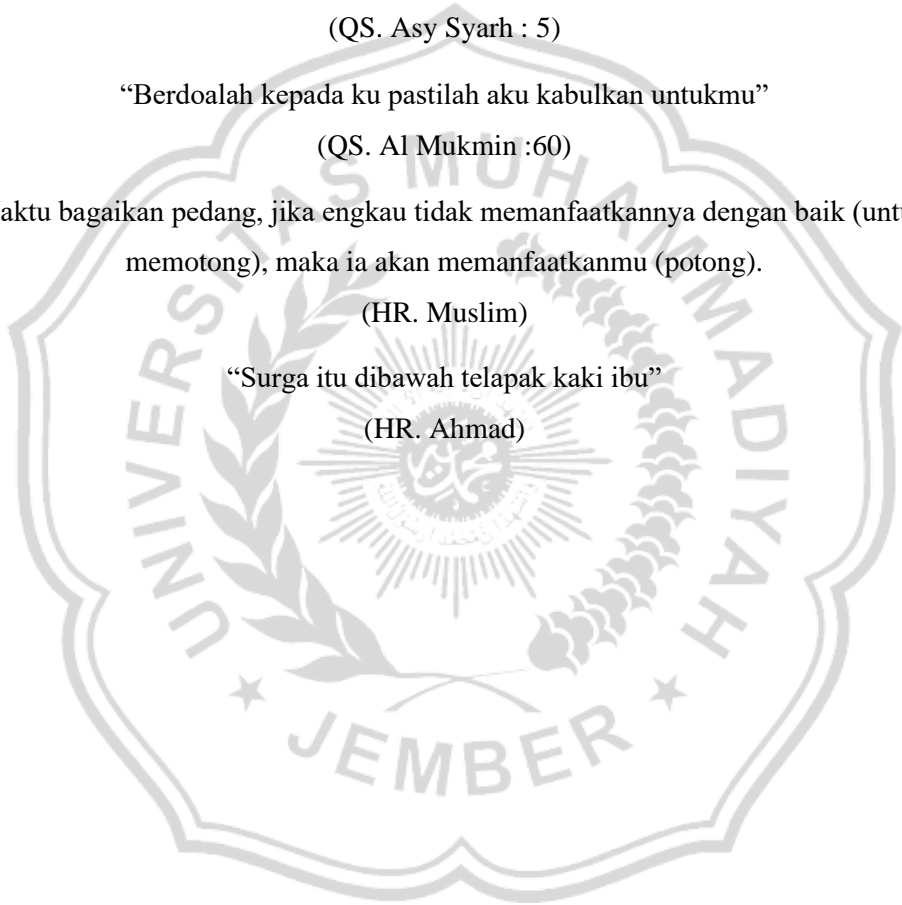 (QS. Asy Syarh : 5)
“Berdoalah kepada ku pastilah aku kabulkan untukmu”
(QS. Al Mukmin :60)
bagaikan pedang, jika engkau tidak memanfaatkannya dengan baik
memotong), maka ia akan memanfaatkanmu (potong).
(HR. Muslim)
“Surga itu dibawah telapak kaki ibu”
(HR. Ahmad)
UNIVERSITAS MUHAMMADIYAH
JEMBER